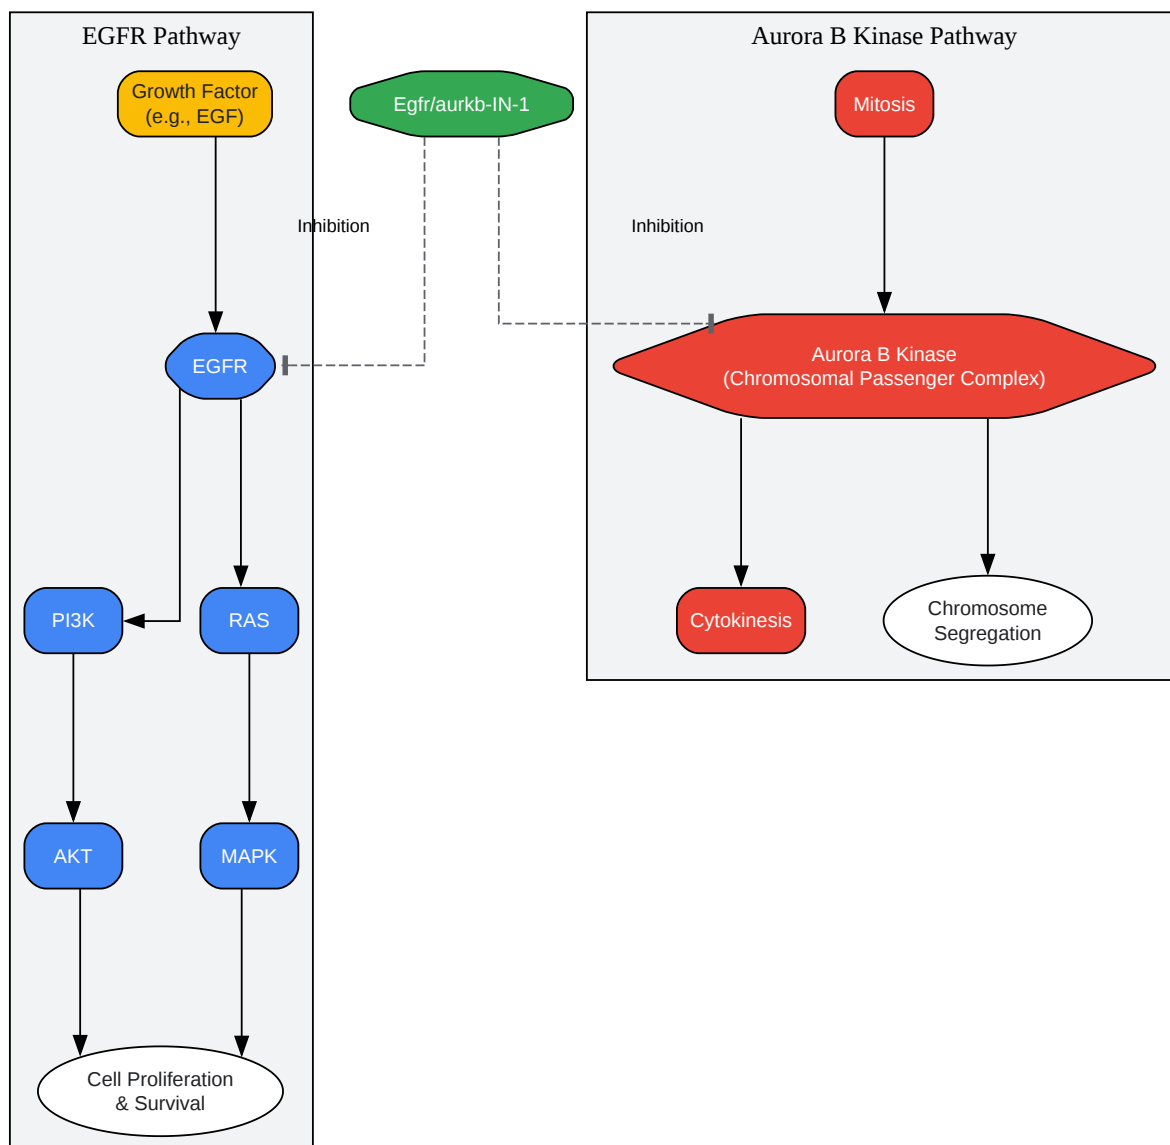 EGFR Pathway
Growth Factor
(e.g., EGF)
Egfr/aurkb-IN-1
Inhibition
EGFR
PI3K
RAS
AKT
MAPK
Cell Proliferation
& Survival
Aurora B Kinase Pathway
Mitosis
Inhibition
Aurora B Kinase
(Chromosomal Passenger Complex)
Cytokinesis
Chromosome
Segregation